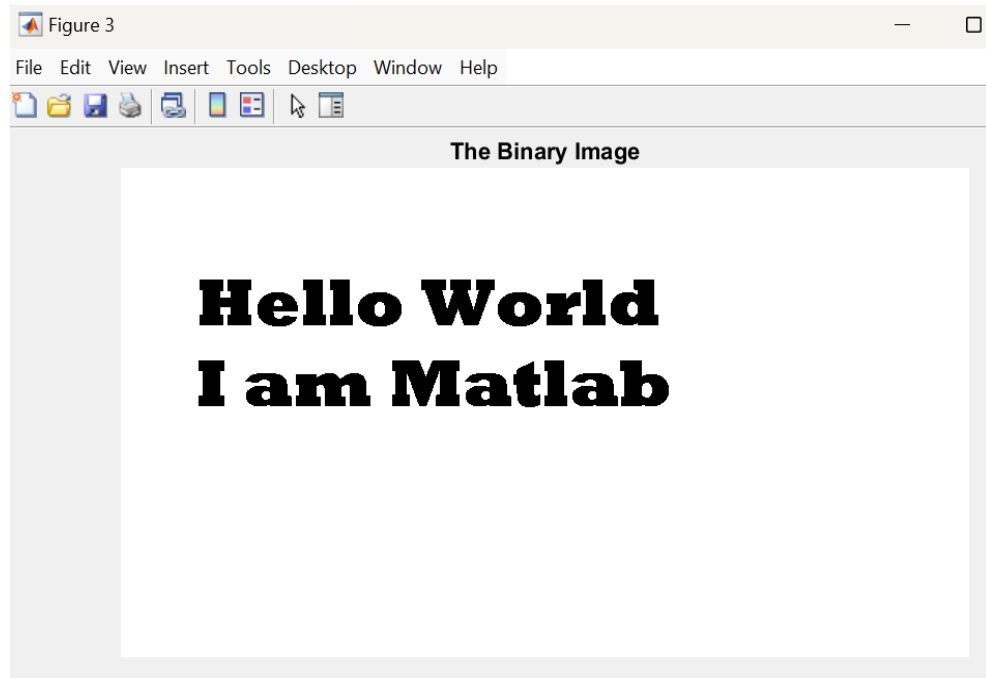 Figure 3
File Edit View Insert Tools Desktop Window Help
The Binary Image
Hello World
I am Matlab